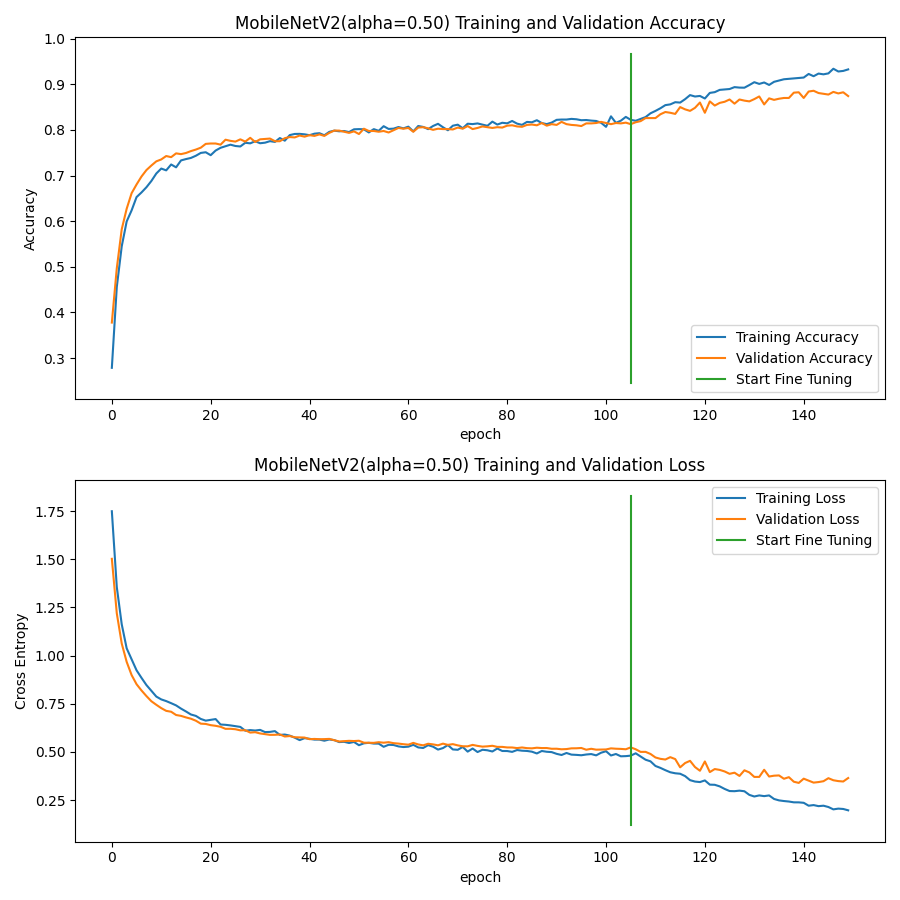 MobileNetV2(alpha=0.50) Training and Validation Accuracy
1.0
0.9
0.8
0.7
0.6
0.5
0.4
0.3
Accuracy
Training Accuracy
Validation Accuracy
Start Fine Tuning
0 20 40 60 80 100 120 140
epoch
MobileNetV2(alpha=0.50) Training and Validation Loss
1.75
1.50
1.25
1.00
0.75
0.50
0.25
Cross Entropy
Training Loss
Validation Loss
Start Fine Tuning
0 20 40 60 80 100 120 140
epoch